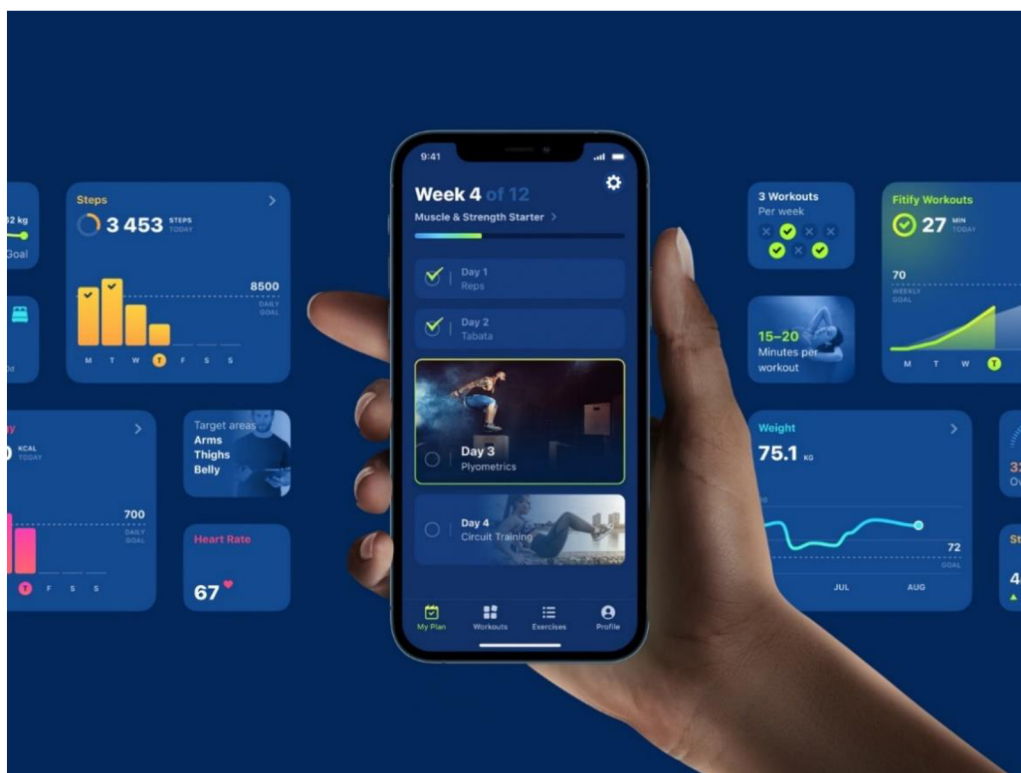 kg
Goal
Steps
3 453 STEPS
TODAY
8500
DAILY
GOAL
M T W T F S S
KCAL
TODAY
700
DAILY
GOAL
T F S S
Target areas
Arms
Thighs
Belly
Heart Rate
67
9:41
Week 4 of 12
Muscle & Strength Starter
Day 1
Reps
Day 2
Tabata
Day 3
Plyometrics
Day 4
Circuit Training
My Plan Workouts Exercises Profile
3 Workouts
Per week
15–20
Minutes per
workout
Fitify Workouts
27 MIN
TODAY
70
WEEKLY
GOAL
M T W T
Weight
75.1 KG
72
GOAL
JUL AUG